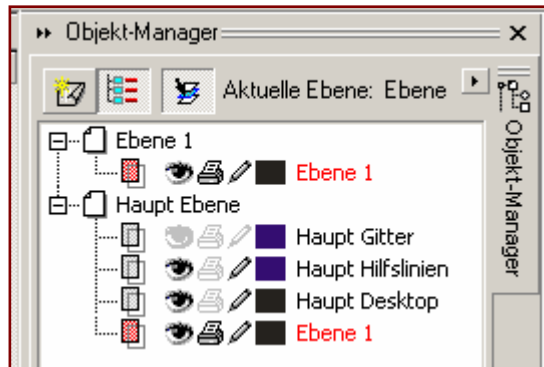 Objekt-Manager
Aktuelle Ebene: Ebene
Ebene 1
Ebene 1
Haupt Ebene
Haupt Gitter
Haupt Hilfslinien
Haupt Desktop
Ebene 1
Objekt-Manager